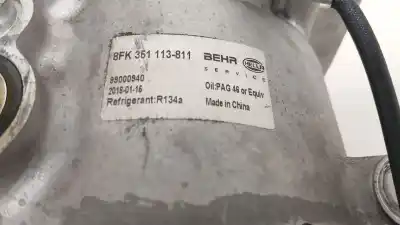 8FK 351 113-811
BEHR HELLA
SERVICE
99000940
2016-01-16
Refrigerant:R134a
Oil:PAG 46 or Equiv
Made in China